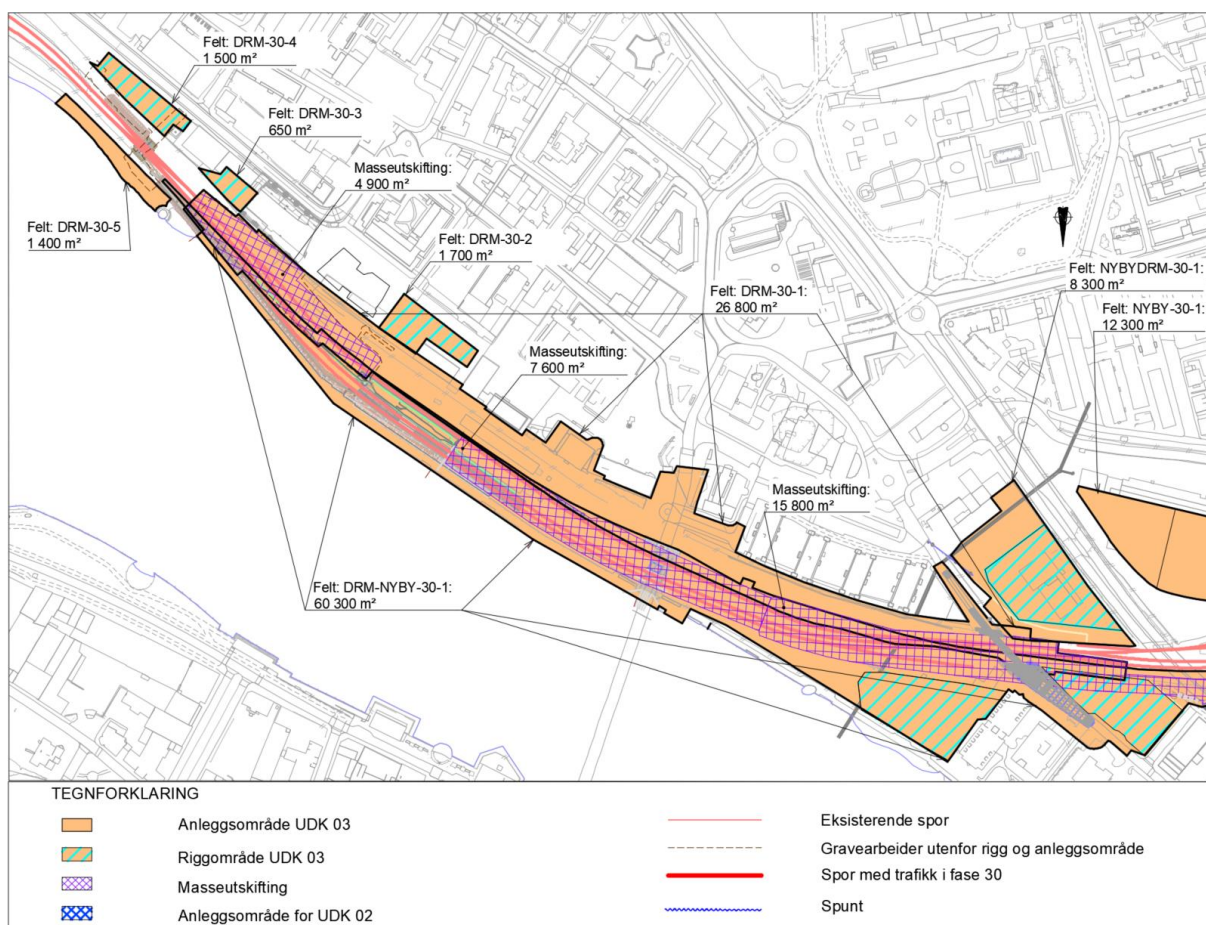 Felt: DRM-30-4
1 500 m²
Felt: DRM-30-3
650 m²
Masseutskifting:
4 900 m²
Felt: DRM-30-5
1 400 m²
Felt: DRM-30-2
1 700 m²
Felt: DRM-30-1:
26 800 m²
Felt: NYBYDRM-30-1:
8 300 m²
Felt: NYBY-30-1:
12 300 m²
Masseutskifting:
7 600 m²
Masseutskifting:
15 800 m²
Felt: DRM-NYBY-30-1:
60 300 m²
TEGNFORKLARING
Anleggsområde UDK 03
Riggområde UDK 03
Masseutskifting
Anleggsområde for UDK 02
Eksisterende spor
Gravearbeider utenfor rigg og anleggsområde
Spor med trafikk i fase 30
Spunt